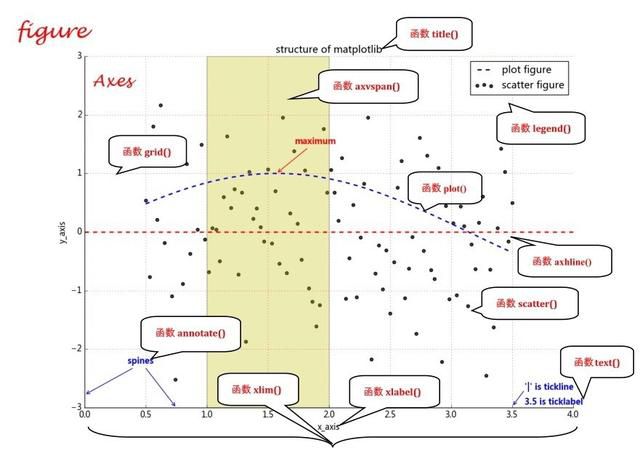 figure
函数 title()
structure of matplotlib
Axes
plot figure
scatter figure
函数 axvspan()
函数 legend()
maximum
函数 grid()
函数 plot()
函数 axhline()
函数 scatter()
函数 annotate()
spines
函数 xlim()
函数 xlabel()
函数text()
'|' is tickline
3.5 is ticklabel
y_axis
3
2
1
0
−1
−2
−3
0.0
0.5
1.0
1.5
2.0
2.5
3.0
3.5
4.0
x_axis